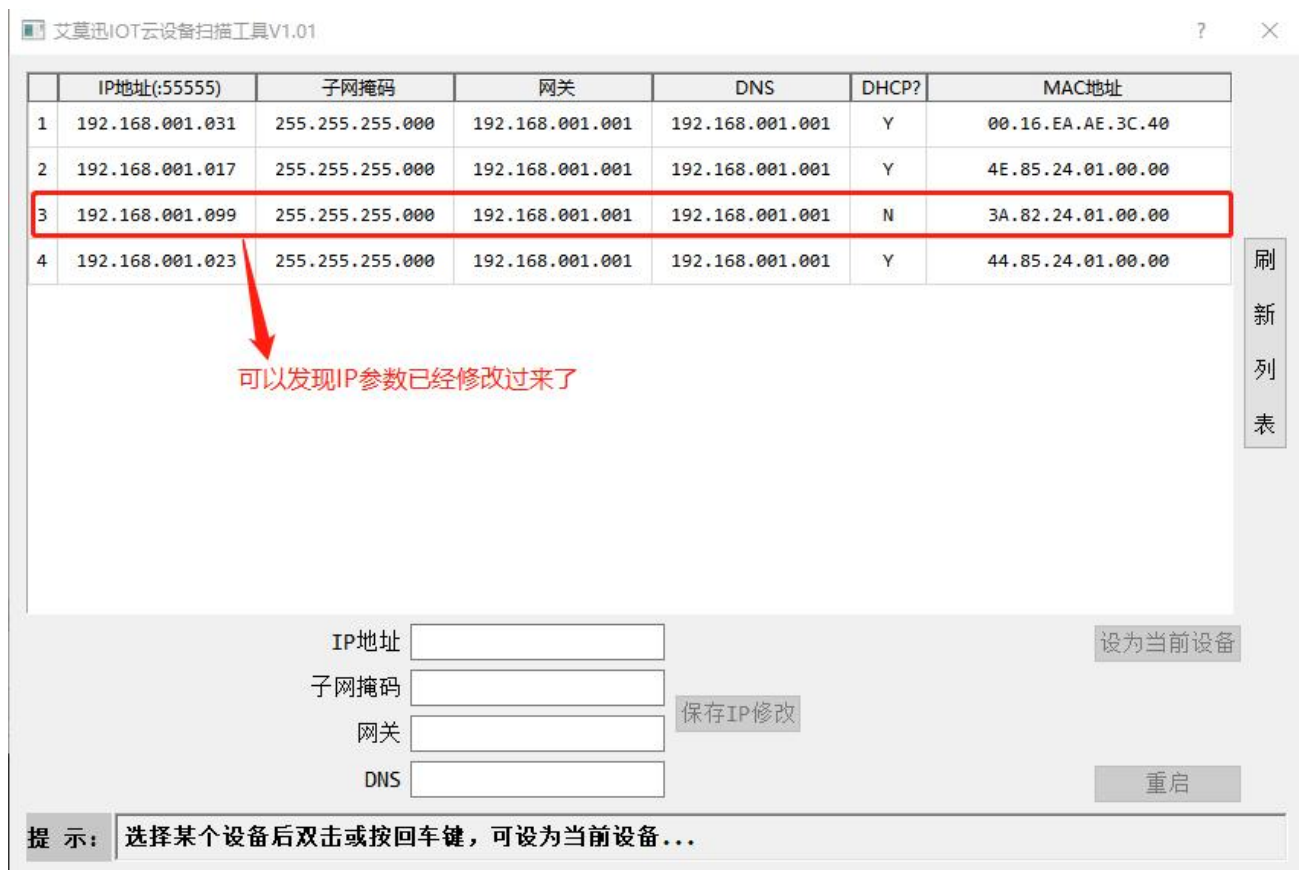 艾莫迅IOT云设备扫描工具V1.01 ?
IP地址(:55555) 子网掩码 网关 DNS DHCP? MAC地址
1 192.168.001.031 255.255.255.000 192.168.001.001 192.168.001.001 Y 00.16.EA.AE.3C.40
2 192.168.001.017 255.255.255.000 192.168.001.001 192.168.001.001 Y 4E.85.24.01.00.00
3 192.168.001.099 255.255.255.000 192.168.001.001 192.168.001.001 N 3A.82.24.01.00.00
4 192.168.001.023 255.255.255.000 192.168.001.001 192.168.001.001 Y 44.85.24.01.00.00
刷新列表
可以发现IP参数已经修改过来了
IP地址
设为当前设备
子网掩码
保存IP修改
网关
DNS
重启
提 示: 选择某个设备后双击或按回车键，可设为当前设备...